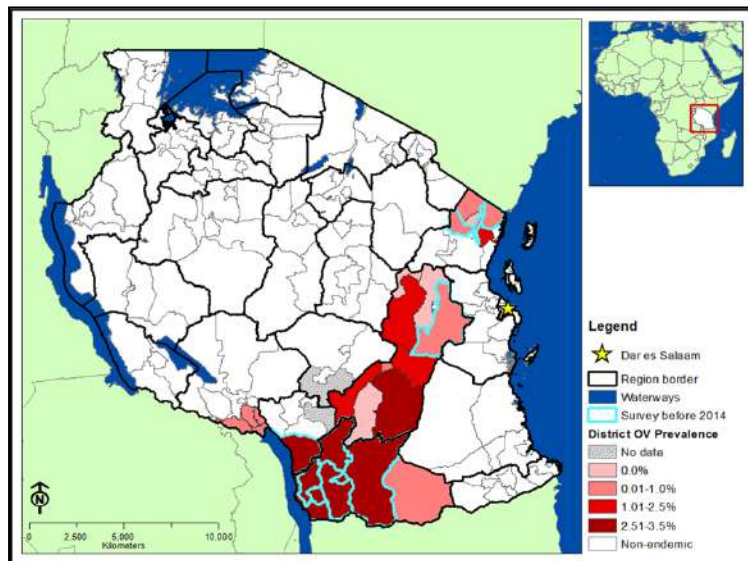 Legend
Dar es Salaam
Region border
Waterways
Survey before 2014
District OV Prevalence
No data
0.0%
0.01-1.0%
1.01-2.5%
2.51-3.5%
Non-endemic
N
0 2,500 5,000 10,000
Kilometers